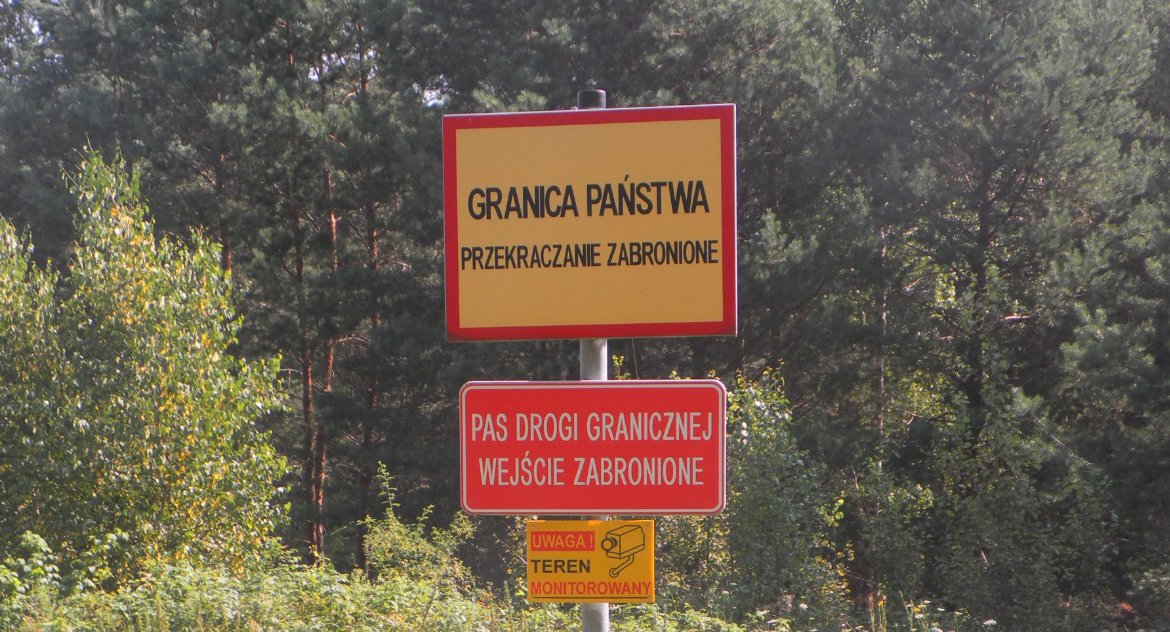 GRANICA PAŃSTWA
PRZEKRACZANIE ZABRONIONE
PAS DROGI GRANICZNEJ
WEJŚCIE ZABRONIONE
UWAGA !
TEREN
MONITOROWANY